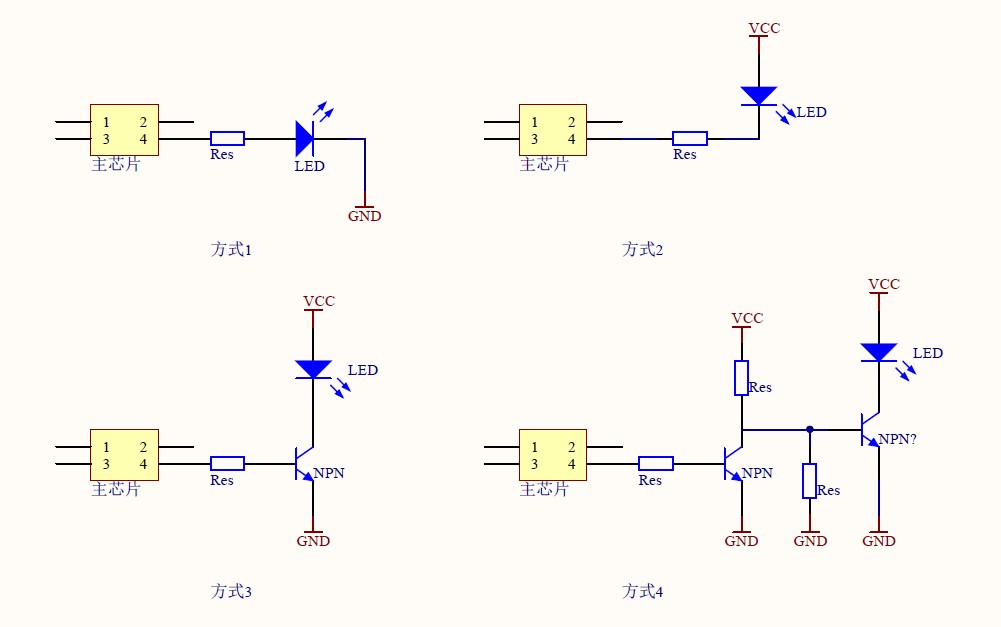 1 2
3 4
主芯片
Res
LED
GND
方式1
VCC
1 2
3 4
主芯片
Res
LED
方式2
VCC
LED
1 2
3 4
主芯片
Res
NPN
GND
方式3
VCC
VCC
LED
Res
1 2
3 4
主芯片
Res
NPN
NPN?
Res
GND
GND
GND
方式4